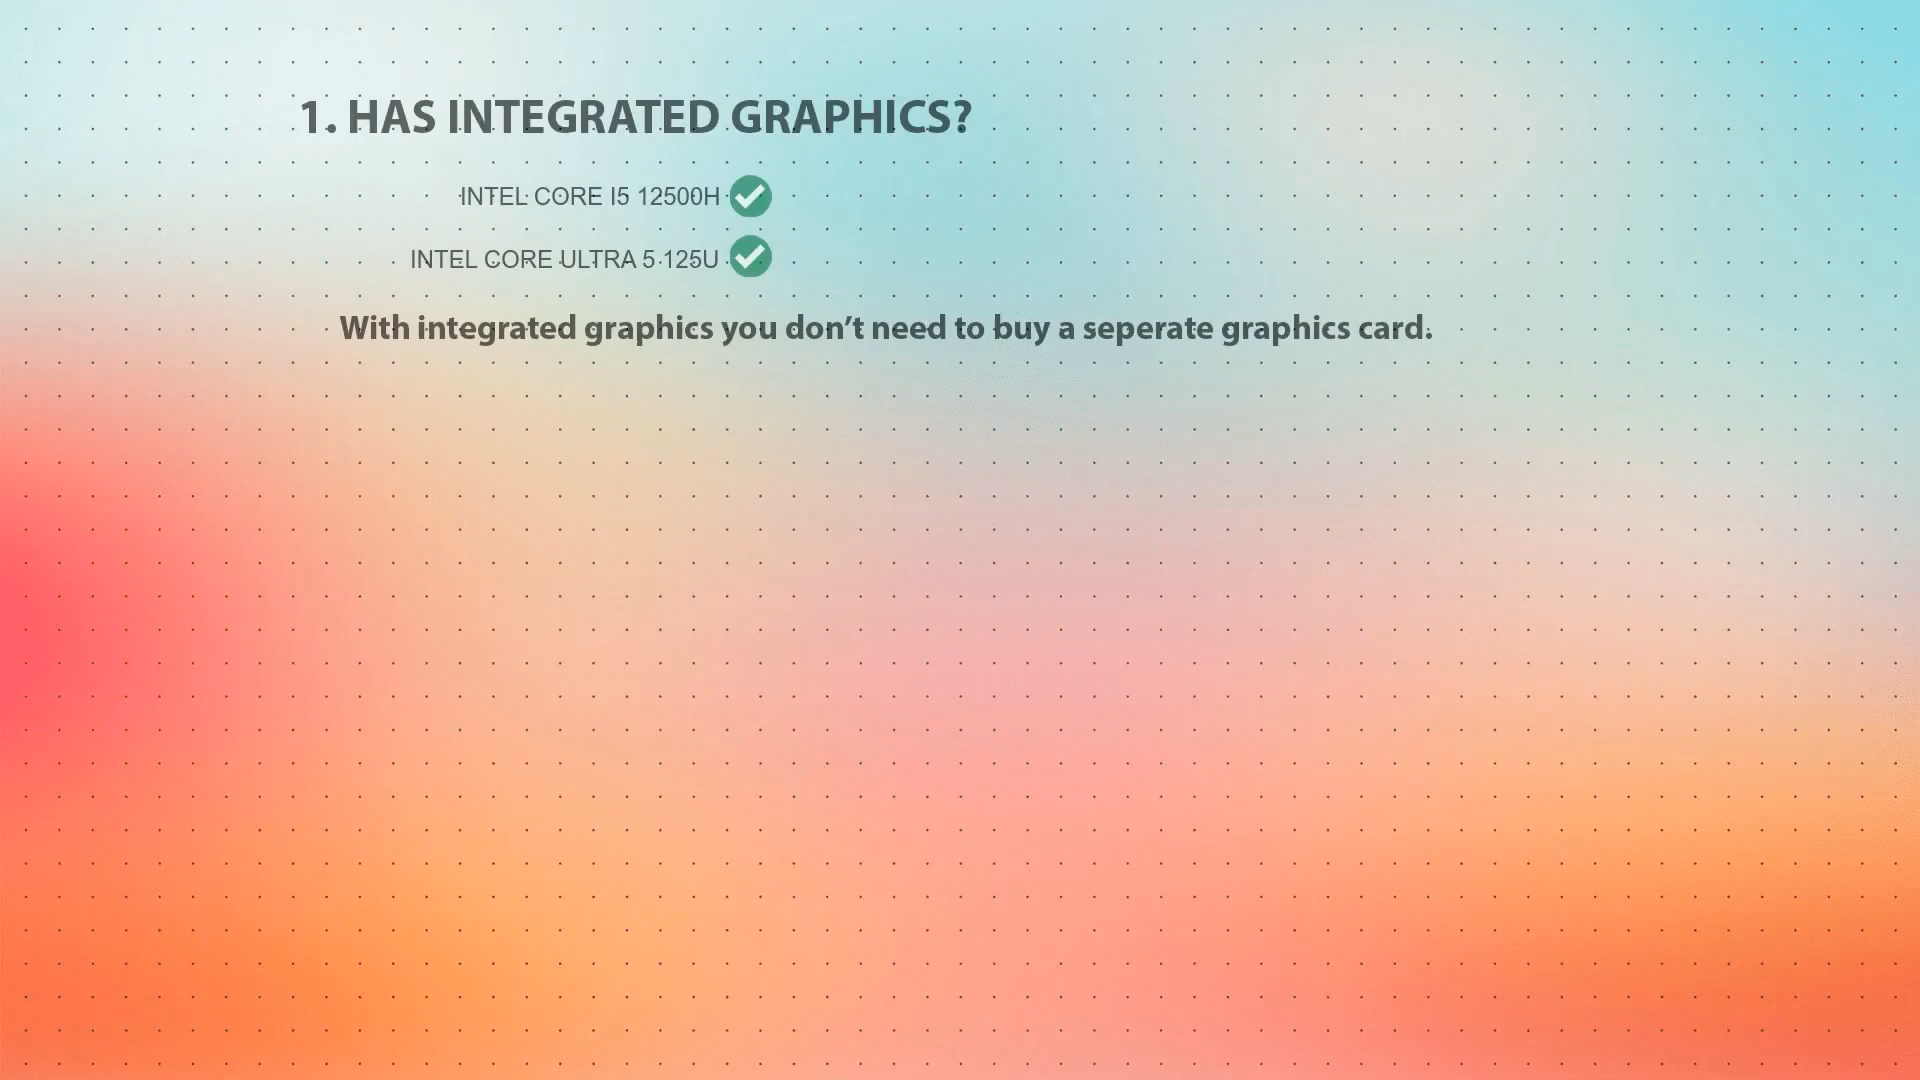 1. HAS INTEGRATED GRAPHICS?
INTEL CORE I5 12500H
INTEL CORE ULTRA 5 125U
With integrated graphics you don’t need to buy a seperate graphics card.